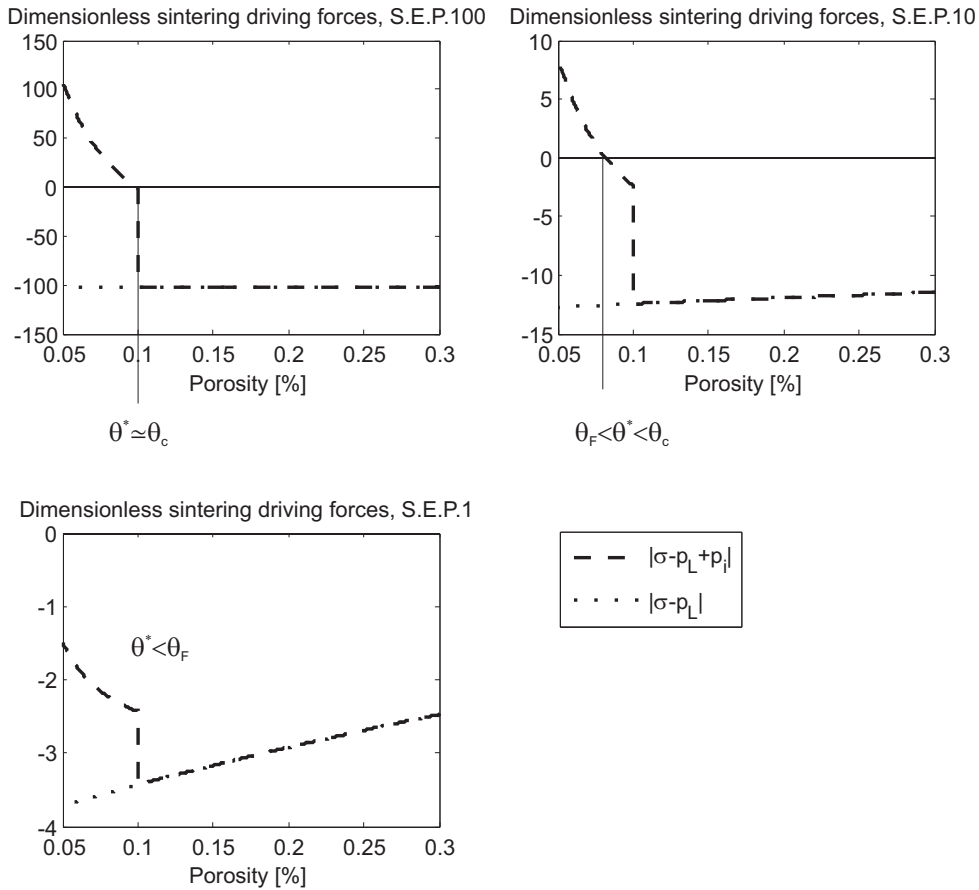 Dimensionless sintering driving forces, S.E.P.100
150
100
50
0
-50
-100
-150
0.05 0.1 0.15 0.2 0.25 0.3
Porosity [%]
θ*≃θc
Dimensionless sintering driving forces, S.E.P.10
10
5
0
-5
-10
-15
0.05 0.1 0.15 0.2 0.25 0.3
Porosity [%]
θF<θ*<θc
Dimensionless sintering driving forces, S.E.P.1
0
-1
-2
-3
-4
θ*<θF
0.05 0.1 0.15 0.2 0.25 0.3
Porosity [%]
|σ-pL+pi|
|σ-pL|